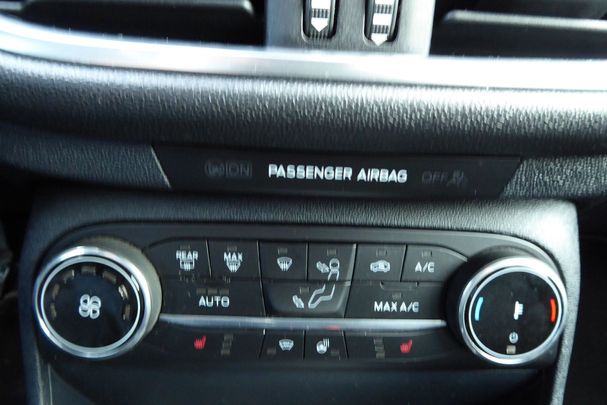 ON PASSENGER AIRBAG OFF
REAR MAX A/C
AUTO MAX A/C